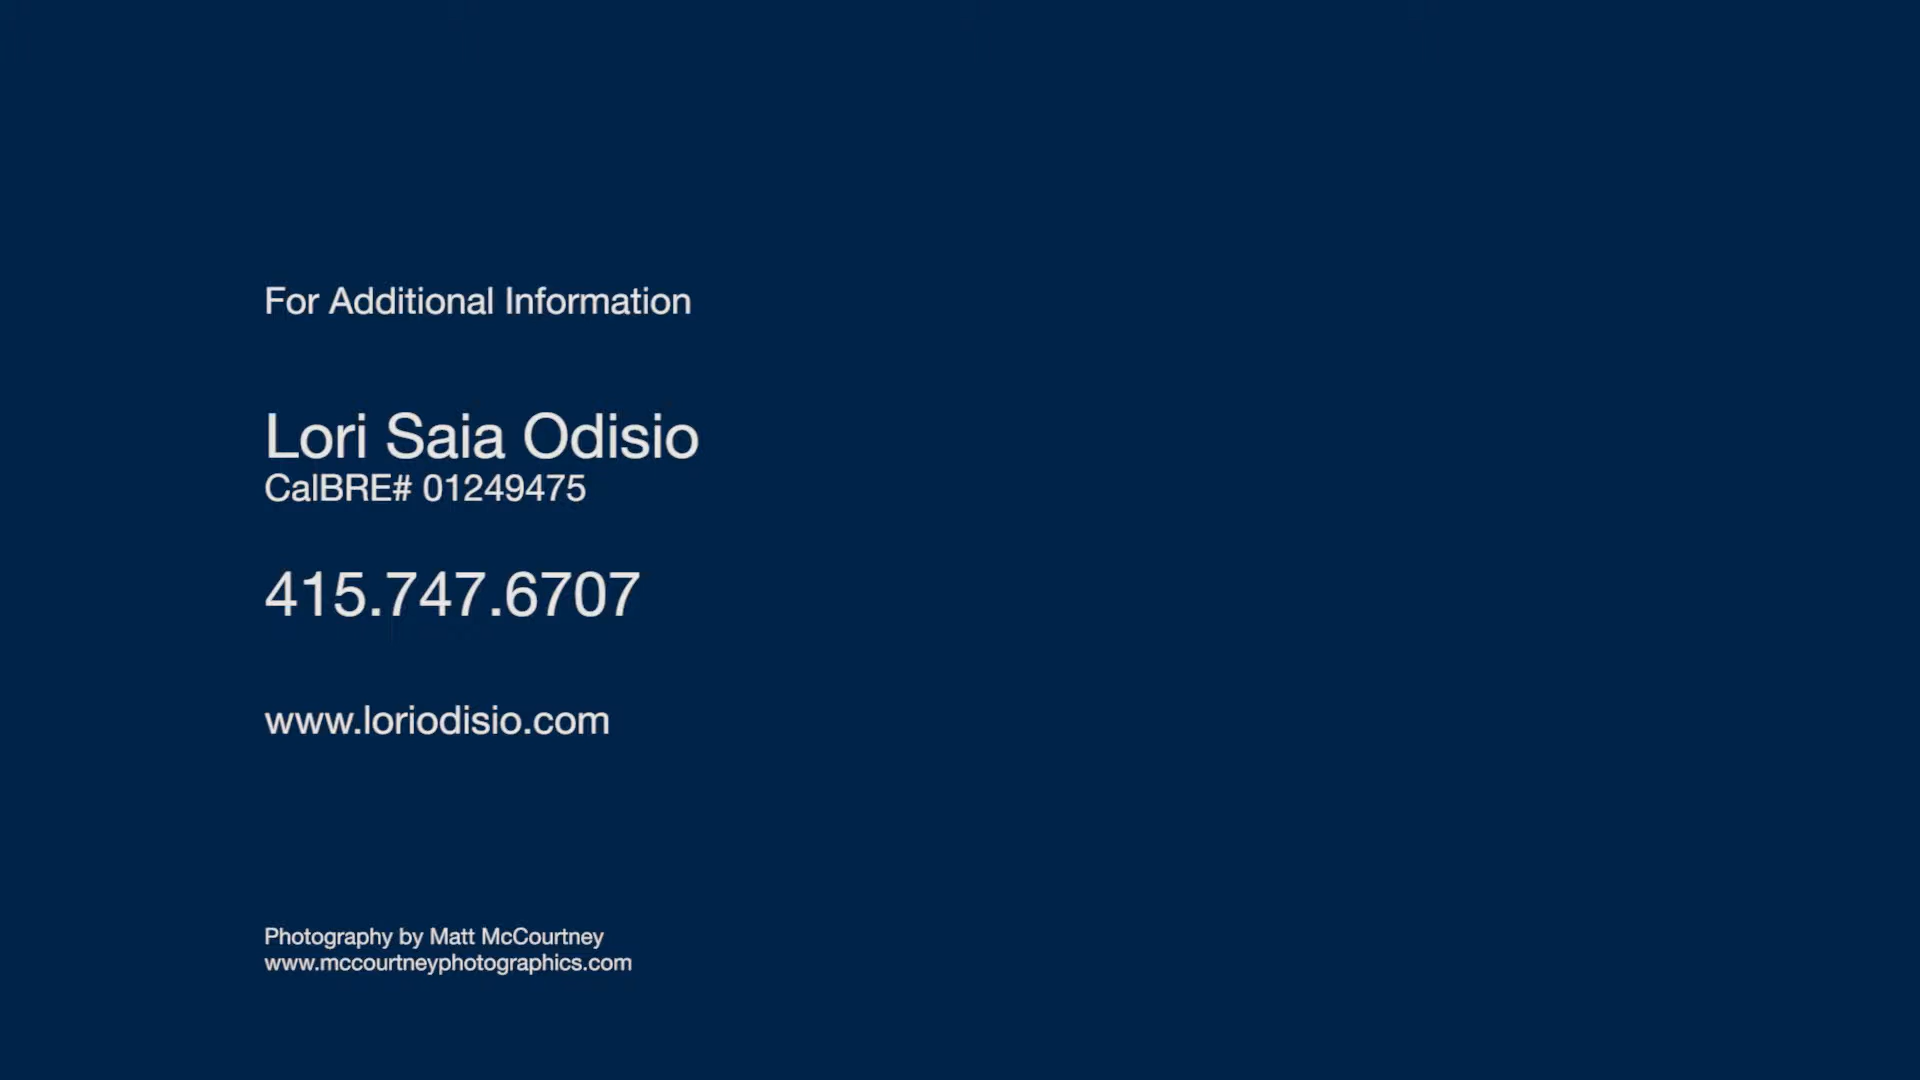 For Additional Information
Lori Saia Odisio
CalBRE# 01249475
415.747.6707
www.loriodisio.com
Photography by Matt McCourtney
www.mccourtneyphotographics.com